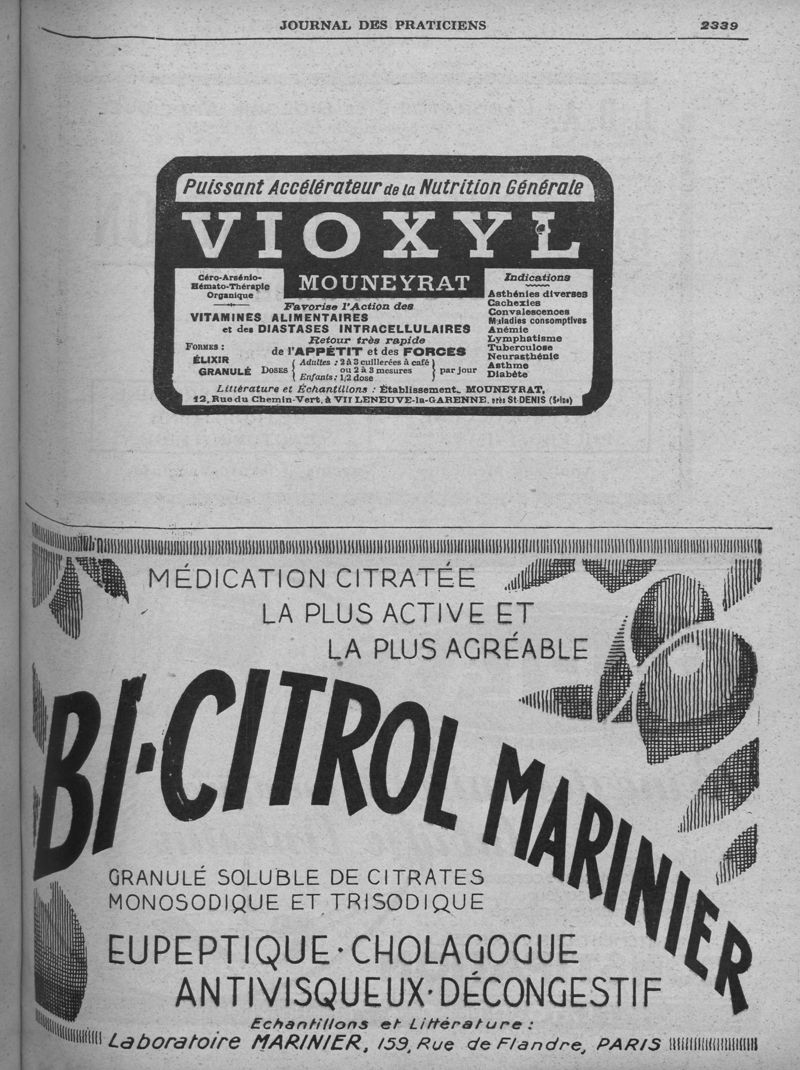 JOURNAL DES PRATICIENS 2339
Puissant Accélérateur de la Nutrition Générale
VIOXYL
MOUNEYRAT
Céro-Arsénio-
Hémato-Thérapie
Organique
Favorise l'Action des
VITAMINES ALIMENTAIRES
et des DIASTASES INTRACELLULAIRES
Retour très rapide
de l'APPÉTIT et des FORCES
FORMES :
ÉLIXIR
GRANULÉ
DOSES
Adultes : 2 à 3 cuillerées à café
ou 2 à 3 mesures
Enfants : 1/2 dose
par jour
Indications
Asthénies diverses
Cachexies
Convalescences
Maladies consomptives
Anémie
Lymphatisme
Tuberculose
Neurasthénie
Asthme
Diabète
Littérature et Échantillons : Établissement. MOUNEYRAT,
12, Rue du Chemin-Vert, à VILLENEUVE-la-GARENNE, près St-DENIS (Seine)
MÉDICATION CITRATÉE
LA PLUS ACTIVE ET
LA PLUS AGRÉABLE
BI-CITROL MARINIER
GRANULÉ SOLUBLE DE CITRATES
MONOSODIQUE ET TRISODIQUE
EUPEPTIQUE · CHOLAGOGUE
ANTIVISQUEUX · DÉCONGESTIF
Echantillons et Littérature :
Laboratoire MARINIER, 159, Rue de Flandre, PARIS